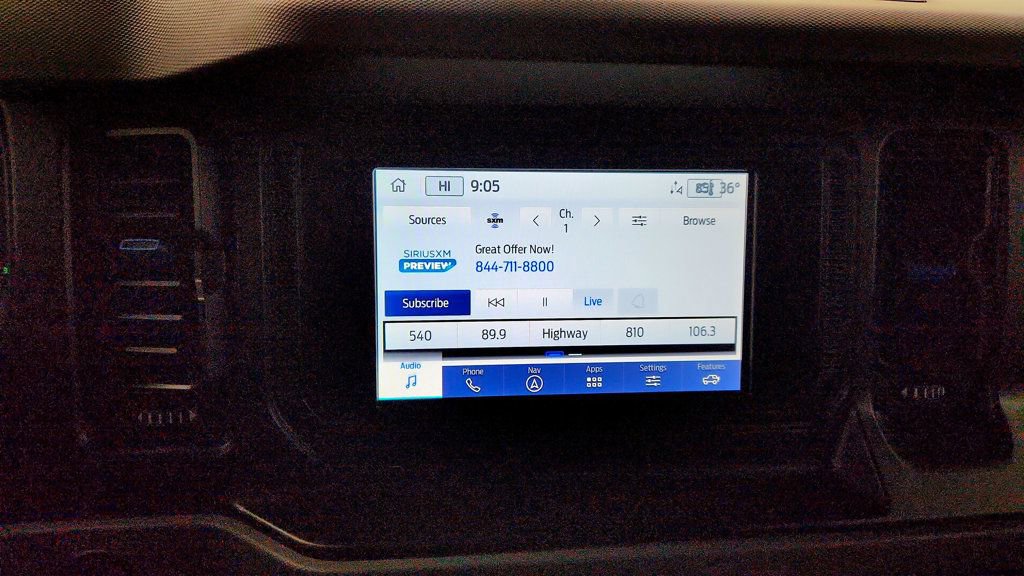 HI 9:05 85° 36°
Sources sxm Ch. 1 Browse
SIRIUSXM
PREVIEW
Great Offer Now!
844-711-8800
Subscribe Live
540 89.9 Highway 810 106.3
Audio Phone Nav Apps Settings Features